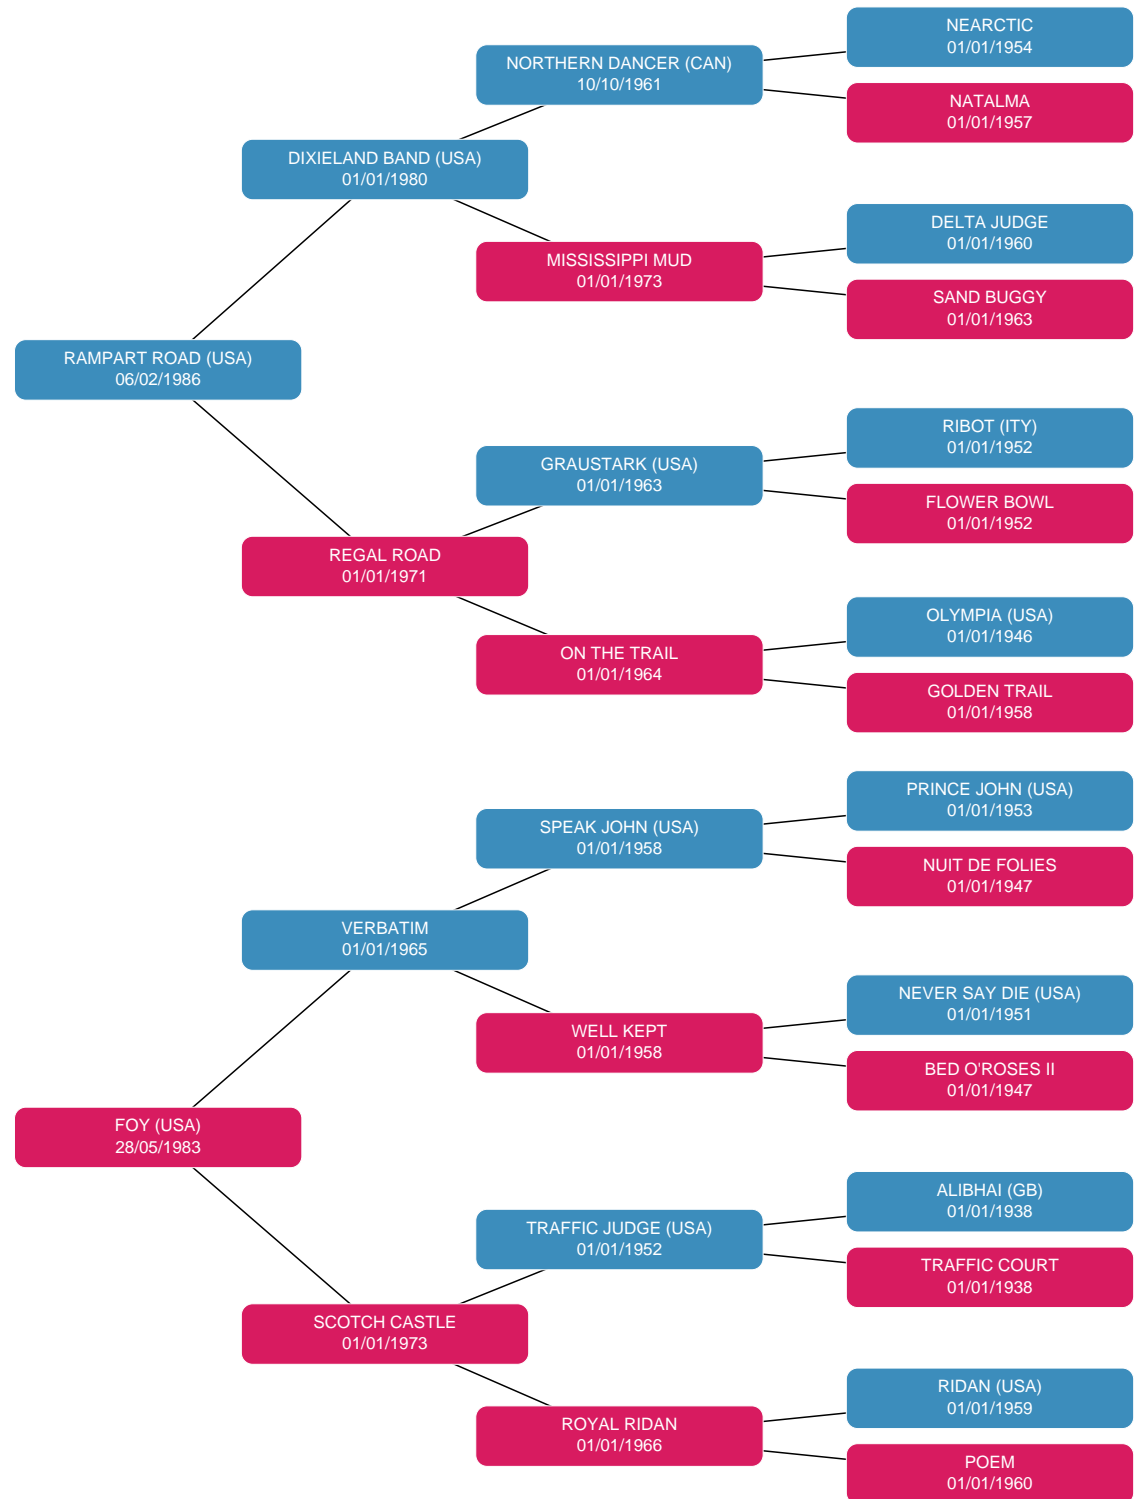 NEARCTIC
01/01/1954
NORTHERN DANCER (CAN)
10/10/1961
NATALMA
01/01/1957
DIXIELAND BAND (USA)
01/01/1980
DELTA JUDGE
01/01/1960
MISSISSIPPI MUD
01/01/1973
SAND BUGGY
01/01/1963
RAMPART ROAD (USA)
06/02/1986
RIBOT (ITY)
01/01/1952
GRAUSTARK (USA)
01/01/1963
FLOWER BOWL
01/01/1952
REGAL ROAD
01/01/1971
OLYMPIA (USA)
01/01/1946
ON THE TRAIL
01/01/1964
GOLDEN TRAIL
01/01/1958
PRINCE JOHN (USA)
01/01/1953
SPEAK JOHN (USA)
01/01/1958
NUIT DE FOLIES
01/01/1947
VERBATIM
01/01/1965
NEVER SAY DIE (USA)
01/01/1951
WELL KEPT
01/01/1958
BED O'ROSES II
01/01/1947
FOY (USA)
28/05/1983
ALIBHAI (GB)
01/01/1938
TRAFFIC JUDGE (USA)
01/01/1952
TRAFFIC COURT
01/01/1938
SCOTCH CASTLE
01/01/1973
RIDAN (USA)
01/01/1959
ROYAL RIDAN
01/01/1966
POEM
01/01/1960